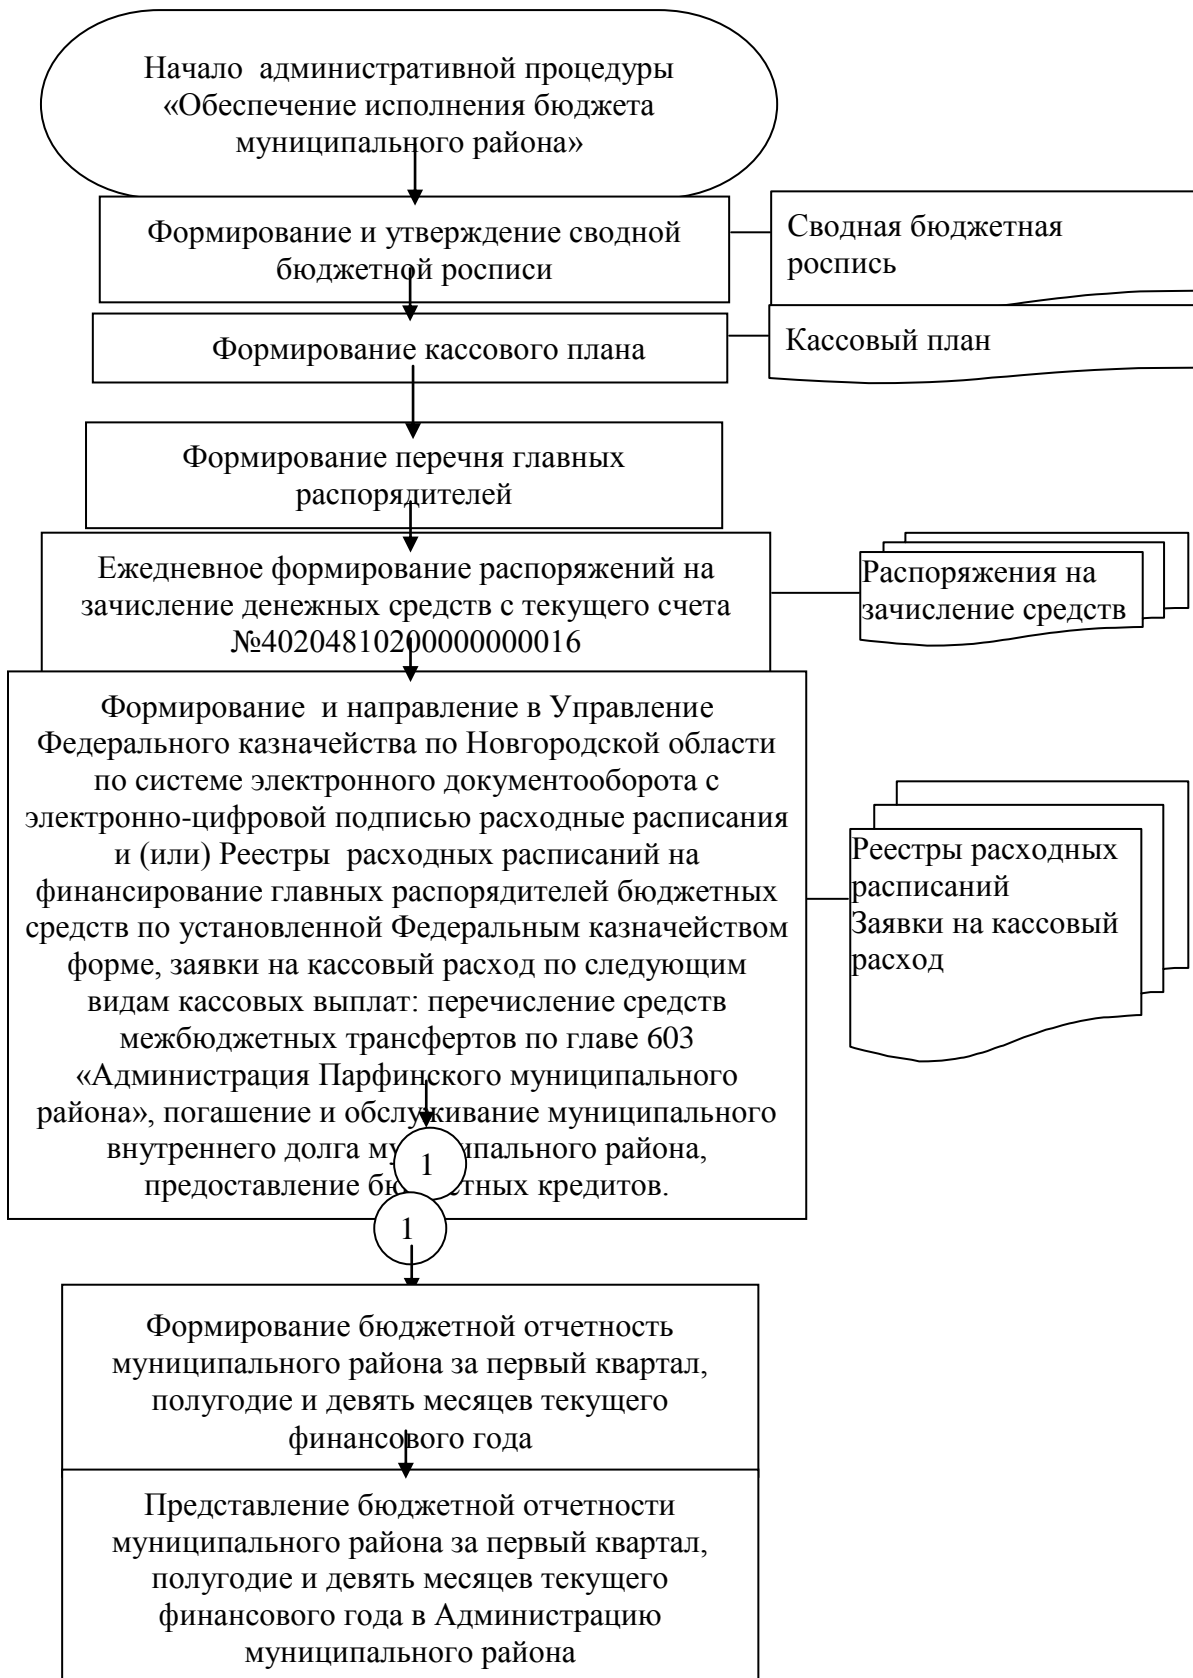 Начало административной процедуры
«Обеспечение исполнения бюджета
муниципального района»
Формирование и утверждение сводной
бюджетной росписи
Сводная бюджетная
роспись
Формирование кассового плана
Кассовый план
Формирование перечня главных
распорядителей
Ежедневное формирование распоряжений на
зачисление денежных средств с текущего счета
№40204810200000000016
Распоряжения на
зачисление средств
Формирование и направление в Управление
Федерального казначейства по Новгородской области
по системе электронного документооборота с
электронно-цифровой подписью расходные расписания
и (или) Реестры расходных расписаний на
финансирование главных распорядителей бюджетных
средств по установленной Федеральным казначейством
форме, заявки на кассовый расход по следующим
видам кассовых выплат: перечисление средств
межбюджетных трансфертов по главе 603
«Администрация Парфинского муниципального
района», погашение и обслуживание муниципального
внутреннего долга муниципального района,
предоставление бюджетных кредитов.
Реестры расходных
расписаний
Заявки на кассовый
расход
1
1
Формирование бюджетной отчетность
муниципального района за первый квартал,
полугодие и девять месяцев текущего
финансового года
Представление бюджетной отчетности
муниципального района за первый квартал,
полугодие и девять месяцев текущего
финансового года в Администрацию
муниципального района